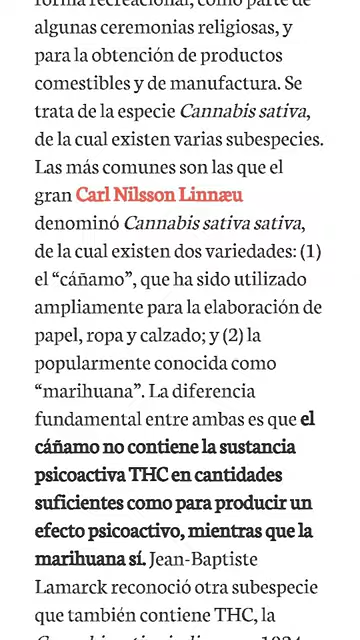 forma recreacional, como parte de
algunas ceremonias religiosas, y
para la obtención de productos
comestibles y de manufactura. Se
trata de la especie Cannabis sativa,
de la cual existen varias subespecies.
Las más comunes son las que el
gran Carl Nilsson Linnæu
denominó Cannabis sativa sativa,
de la cual existen dos variedades: (1)
el “cáñamo”, que ha sido utilizado
ampliamente para la elaboración de
papel, ropa y calzado; y (2) la
popularmente conocida como
“marihuana”. La diferencia
fundamental entre ambas es que el
cáñamo no contiene la sustancia
psicoactiva THC en cantidades
suficientes como para producir un
efecto psicoactivo, mientras que la
marihuana sí. Jean-Baptiste
Lamarck reconoció otra subespecie
que también contiene THC, la